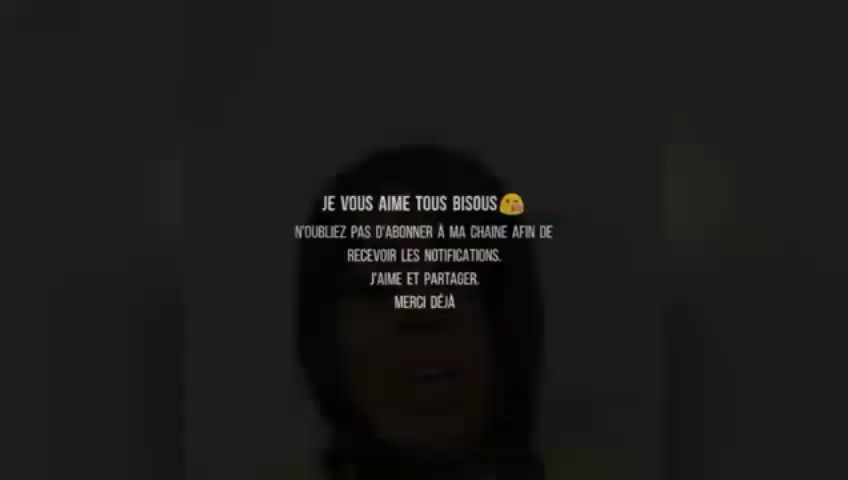 JE VOUS AIME TOUS BISOUS😘
N'OUBLIEZ PAS D'ABONNER À MA CHAINE AFIN DE
RECEVOIR LES NOTIFICATIONS.
J'AIME ET PARTAGER.
MERCI DÉJÀ